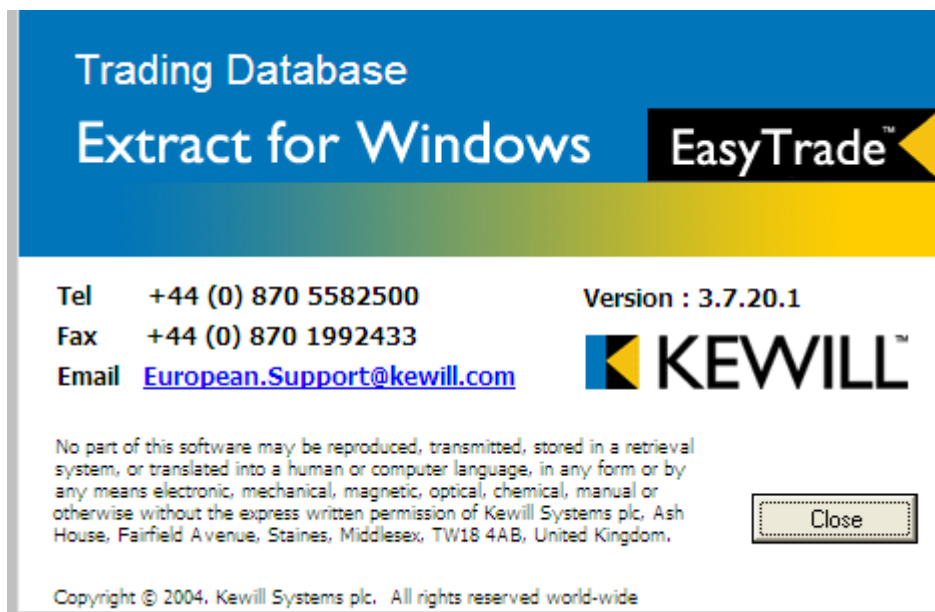 Trading Database
Extract for Windows
EasyTrade™
Tel +44 (0) 870 5582500
Fax +44 (0) 870 1992433
Email European.Support@kewill.com
Version : 3.7.20.1
KEWILL™
No part of this software may be reproduced, transmitted, stored in a retrieval
system, or translated into a human or computer language, in any form or by
any means electronic, mechanical, magnetic, optical, chemical, manual or
otherwise without the express written permission of Kewill Systems plc, Ash
House, Fairfield Avenue, Staines, Middlesex, TW18 4AB, United Kingdom.
Close
Copyright © 2004. Kewill Systems plc. All rights reserved world-wide